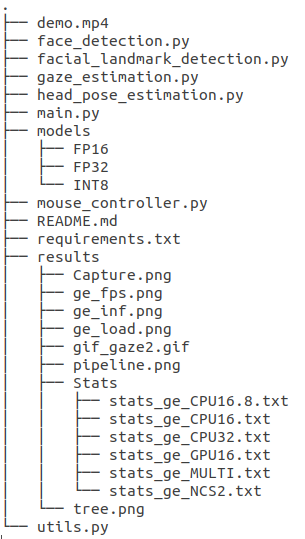 .
├── demo.mp4
├── face_detection.py
├── facial_landmark_detection.py
├── gaze_estimation.py
├── head_pose_estimation.py
├── main.py
├── models
│   ├── FP16
│   ├── FP32
│   └── INT8
├── mouse_controller.py
├── README.md
├── requirements.txt
├── results
│   ├── Capture.png
│   ├── ge_fps.png
│   ├── ge_inf.png
│   ├── ge_load.png
│   ├── gif_gaze2.gif
│   ├── pipeline.png
│   ├── Stats
│   │   ├── stats_ge_CPU16.8.txt
│   │   ├── stats_ge_CPU16.txt
│   │   ├── stats_ge_CPU32.txt
│   │   ├── stats_ge_GPU16.txt
│   │   ├── stats_ge_MULTI.txt
│   │   └── stats_ge_NCS2.txt
│   └── tree.png
└── utils.py